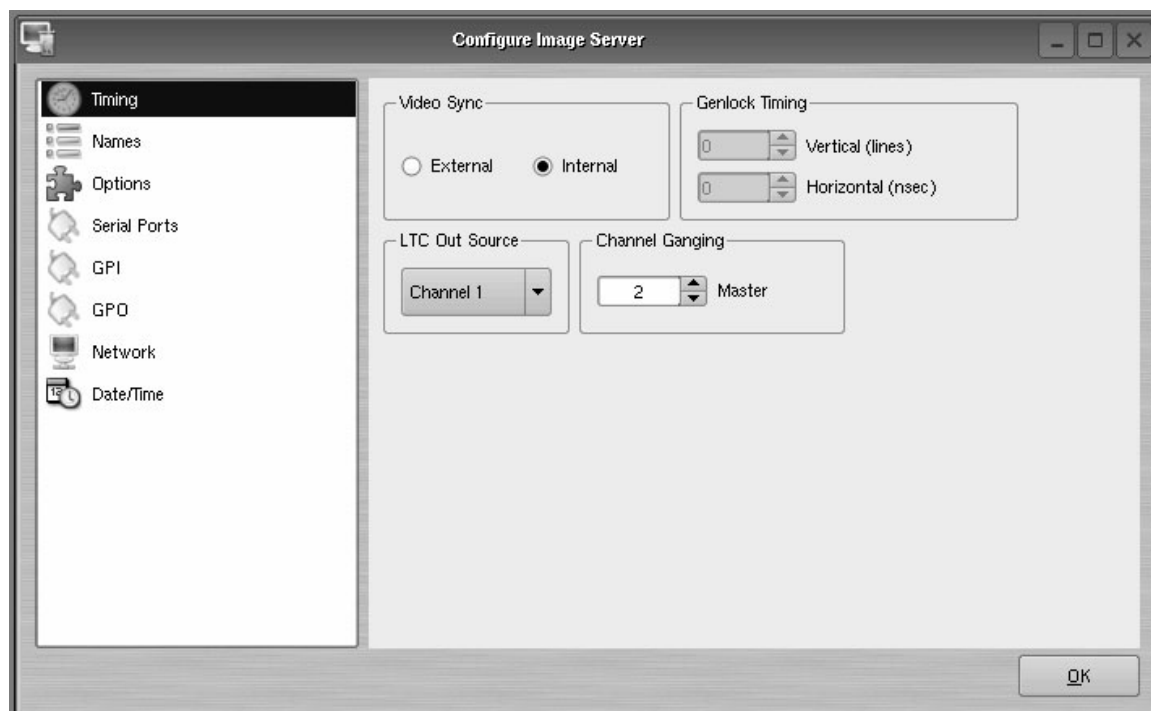 Configure Image Server
Timing
Names
Options
Serial Ports
GPI
GPO
Network
Date/Time
Video Sync
External Internal
Genlock Timing
0 Vertical (lines)
0 Horizontal (nsec)
LTC Out Source
Channel 1
Channel Ganging
2 Master
OK